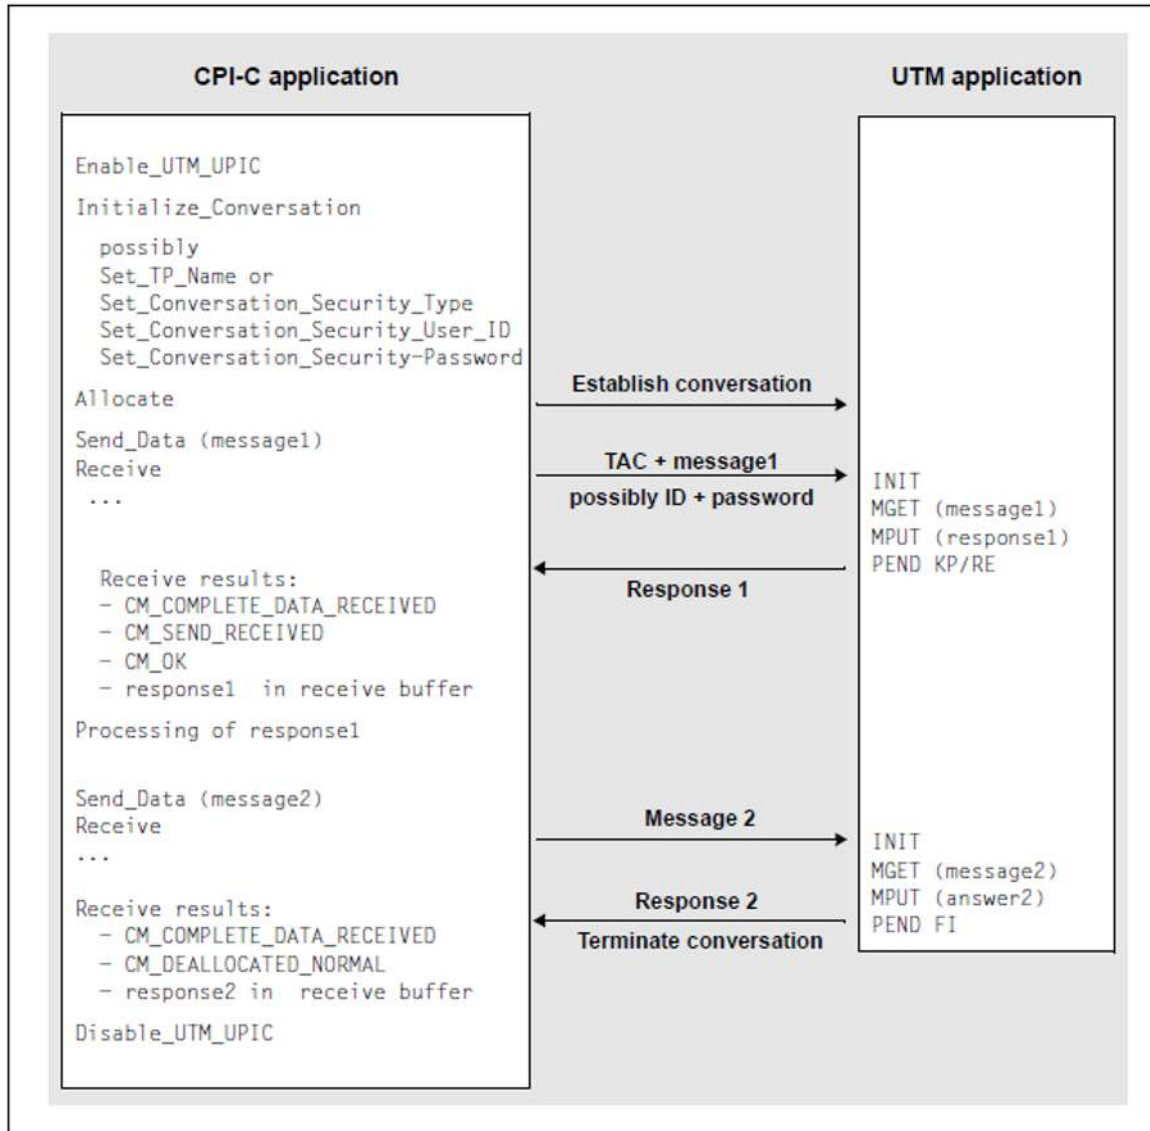 CPI-C application
UTM application
Enable_UTM_UPIC
Initialize_Conversation
possibly
Set_TP_Name or
Set_Conversation_Security_Type
Set_Conversation_Security_User_ID
Set_Conversation_Security-Password
Allocate
Establish conversation
Send_Data (message1)
Receive
...
TAC + message1
possibly ID + password
INIT
MGET (message1)
MPUT (response1)
PEND KP/RE
Response 1
Receive results:
– CM_COMPLETE_DATA_RECEIVED
– CM_SEND_RECEIVED
– CM_OK
– response1 in receive buffer
Processing of response1
Send_Data (message2)
Receive
...
Message 2
INIT
MGET (message2)
MPUT (answer2)
PEND FI
Response 2
Terminate conversation
Receive results:
– CM_COMPLETE_DATA_RECEIVED
– CM_DEALLOCATED_NORMAL
– response2 in receive buffer
Disable_UTM_UPIC